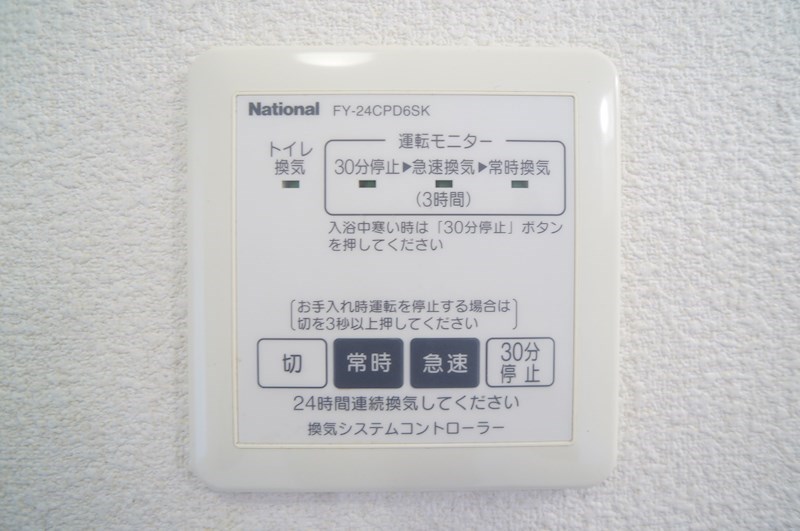 National FY-24CPD6SK
運転モニター
トイレ
換気
30分停止▶急速換気▶常時換気
(3時間)
入浴中寒い時は「30分停止」ボタン
を押してください
お手入れ時運転を停止する場合は
切を3秒以上押してください
切 常時 急速 30分
停止
24時間連続換気してください
換気システムコントローラー